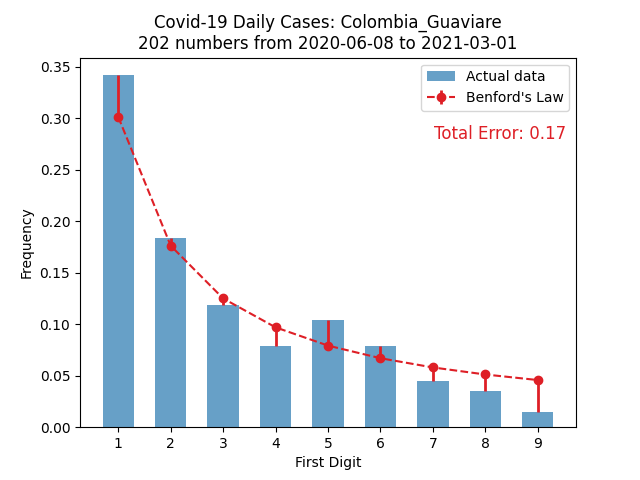 Covid-19 Daily Cases: Colombia_Guaviare
202 numbers from 2020-06-08 to 2021-03-01
Actual data
Benford's Law
Total Error: 0.17
Frequency
0.35
0.30
0.25
0.20
0.15
0.10
0.05
0.00
1 2 3 4 5 6 7 8 9
First Digit